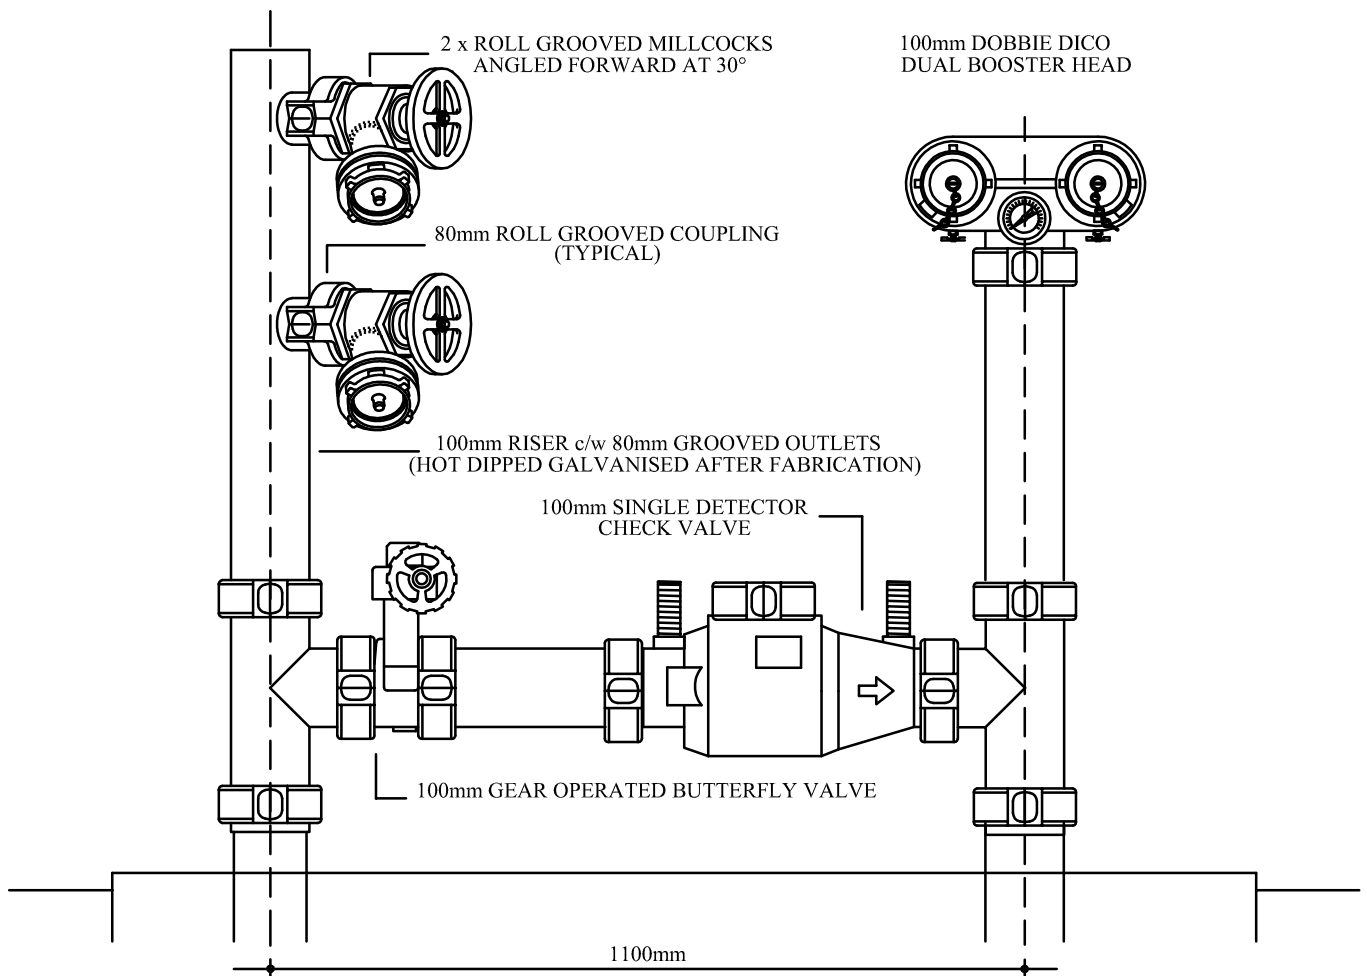 2 x ROLL GROOVED MILLCOCKS
ANGLED FORWARD AT 30°
100mm DOBBIE DICO
DUAL BOOSTER HEAD
80mm ROLL GROOVED COUPLING
(TYPICAL)
100mm RISER c/w 80mm GROOVED OUTLETS
(HOT DIPPED GALVANISED AFTER FABRICATION)
100mm SINGLE DETECTOR
CHECK VALVE
100mm GEAR OPERATED BUTTERFLY VALVE
1100mm